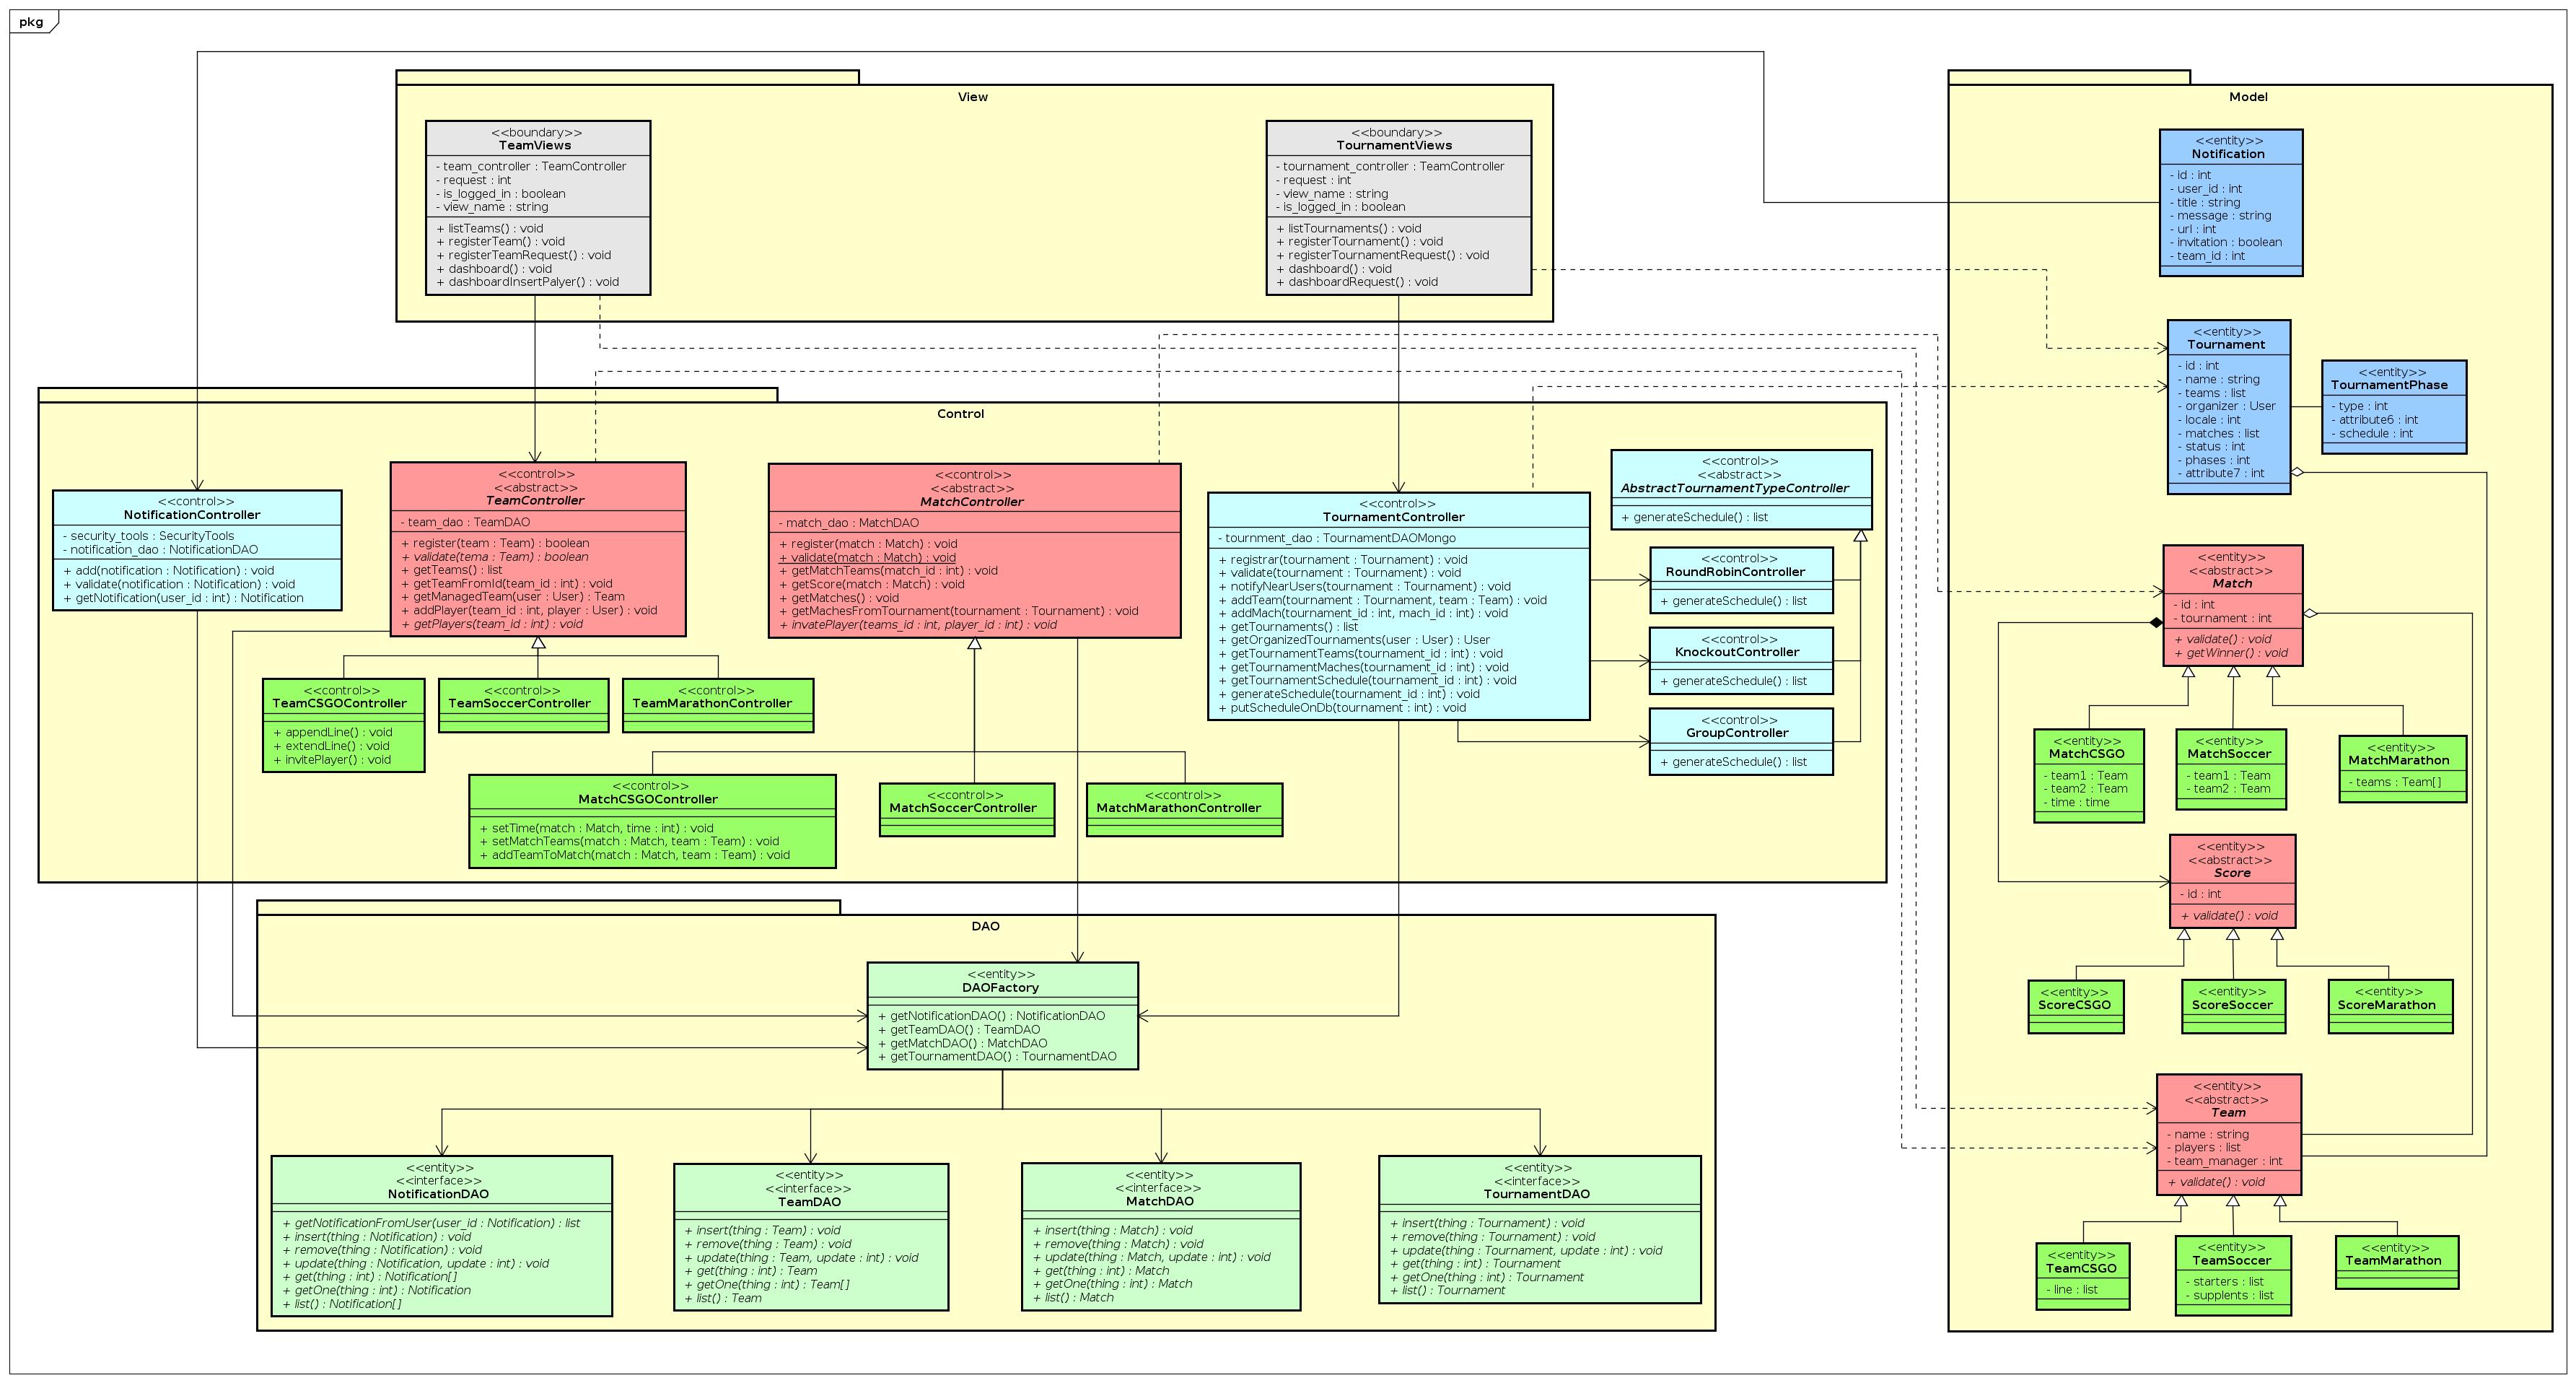 pkg
View
<<boundary>>
TeamViews
- team_controller : TeamController
- request : int
- is_logged_in : boolean
- view_name : string
+ listTeams() : void
+ registerTeam() : void
+ registerTeamRequest() : void
+ dashboard() : void
+ dashboardInsertPalyer() : void
<<boundary>>
TournamentViews
- tournament_controller : TeamController
- request : int
- view_name : string
- is_logged_in : boolean
+ listTournaments() : void
+ registerTournament() : void
+ registerTournamentRequest() : void
+ dashboard() : void
+ dashboardRequest() : void
Control
<<control>>
NotificationController
- security_tools : SecurityTools
- notification_dao : NotificationDAO
+ add(notification : Notification) : void
+ validate(notification : Notification) : void
+ getNotification(user_id : int) : Notification
<<control>>
<<abstract>>
TeamController
- team_dao : TeamDAO
+ register(team : Team) : boolean
+ validate(tema : Team) : boolean
+ getTeams() : list
+ getTeamFromId(team_id : int) : void
+ getManagedTeam(user : User) : Team
+ addPlayer(team_id : int, player : User) : void
+ getPlayers(team_id : int) : void
<<control>>
<<abstract>>
MatchController
- match_dao : MatchDAO
+ register(match : Match) : void
+ validate(match : Match) : void
+ getMatchTeams(match_id : int) : void
+ getScore(match : Match) : void
+ getMatches() : void
+ getMachesFromTournament(tournament : Tournament) : void
+ invatePlayer(teams_id : int, player_id : int) : void
<<control>>
TournamentController
- tournment_dao : TournamentDAOMongo
+ registrar(tournament : Tournament) : void
+ validate(tournament : Tournament) : void
+ notifyNearUsers(tournament : Tournament) : void
+ addTeam(tournament : Tournament, team : Team) : void
+ addMach(tournament_id : int, mach_id : int) : void
+ getTournaments() : list
+ getOrganizedTournaments(user : User) : User
+ getTournamentTeams(tournament_id : int) : void
+ getTournamentMaches(tournament_id : int) : void
+ getTournamentSchedule(tournament_id : int) : void
+ generateSchedule(tournament_id : int) : void
+ putScheduleOnDb(tournament : int) : void
<<control>>
<<abstract>>
AbstractTournamentTypeController
+ generateSchedule() : list
<<control>>
RoundRobinController
+ generateSchedule() : list
<<control>>
KnockoutController
+ generateSchedule() : list
<<control>>
GroupController
+ generateSchedule() : list
<<control>>
TeamCSGOController
+ appendLine() : void
+ extendLine() : void
+ invitePlayer() : void
<<control>>
TeamSoccerController
<<control>>
TeamMarathonController
<<control>>
MatchCSGOController
+ setTime(match : Match, time : int) : void
+ setMatchTeams(match : Match, team : Team) : void
+ addTeamToMatch(match : Match, team : Team) : void
<<control>>
MatchSoccerController
<<control>>
MatchMarathonController
DAO
<<entity>>
DAOFactory
+ getNotificationDAO() : NotificationDAO
+ getTeamDAO() : TeamDAO
+ getMatchDAO() : MatchDAO
+ getTournamentDAO() : TournamentDAO
<<entity>>
<<interface>>
NotificationDAO
+ getNotificationFromUser(user_id : Notification) : list
+ insert(thing : Notification) : void
+ remove(thing : Notification) : void
+ update(thing : Notification, update : int) : void
+ get(thing : int) : Notification[]
+ getOne(thing : int) : Notification
+ list() : Notification[]
<<entity>>
<<interface>>
TeamDAO
+ insert(thing : Team) : void
+ remove(thing : Team) : void
+ update(thing : Team, update : int) : void
+ get(thing : int) : Team
+ getOne(thing : int) : Team[]
+ list() : Team
<<entity>>
<<interface>>
MatchDAO
+ insert(thing : Match) : void
+ remove(thing : Match) : void
+ update(thing : Match, update : int) : void
+ get(thing : int) : Match
+ getOne(thing : int) : Match
+ list() : Match
<<entity>>
<<interface>>
TournamentDAO
+ insert(thing : Tournament) : void
+ remove(thing : Tournament) : void
+ update(thing : Tournament, update : int) : void
+ get(thing : int) : Tournament
+ getOne(thing : int) : Tournament
+ list() : Tournament
Model
<<entity>>
Notification
- id : int
- user_id : int
- title : string
- message : string
- url : int
- invitation : boolean
- team_id : int
<<entity>>
Tournament
- id : int
- name : string
- teams : list
- organizer : User
- locale : int
- matches : list
- status : int
- phases : int
- attribute7 : int
<<entity>>
TournamentPhase
- type : int
- attribute6 : int
- schedule : int
<<entity>>
<<abstract>>
Match
- id : int
- tournament : int
+ validate() : void
+ getWinner() : void
<<entity>>
MatchCSGO
- team1 : Team
- team2 : Team
- time : time
<<entity>>
MatchSoccer
- team1 : Team
- team2 : Team
<<entity>>
MatchMarathon
- teams : Team[]
<<entity>>
<<abstract>>
Score
- id : int
+ validate() : void
<<entity>>
ScoreCSGO
<<entity>>
ScoreSoccer
<<entity>>
ScoreMarathon
<<entity>>
<<abstract>>
Team
- name : string
- players : list
- team_manager : int
+ validate() : void
<<entity>>
TeamCSGO
- line : list
<<entity>>
TeamSoccer
- starters : list
- supplents : list
<<entity>>
TeamMarathon